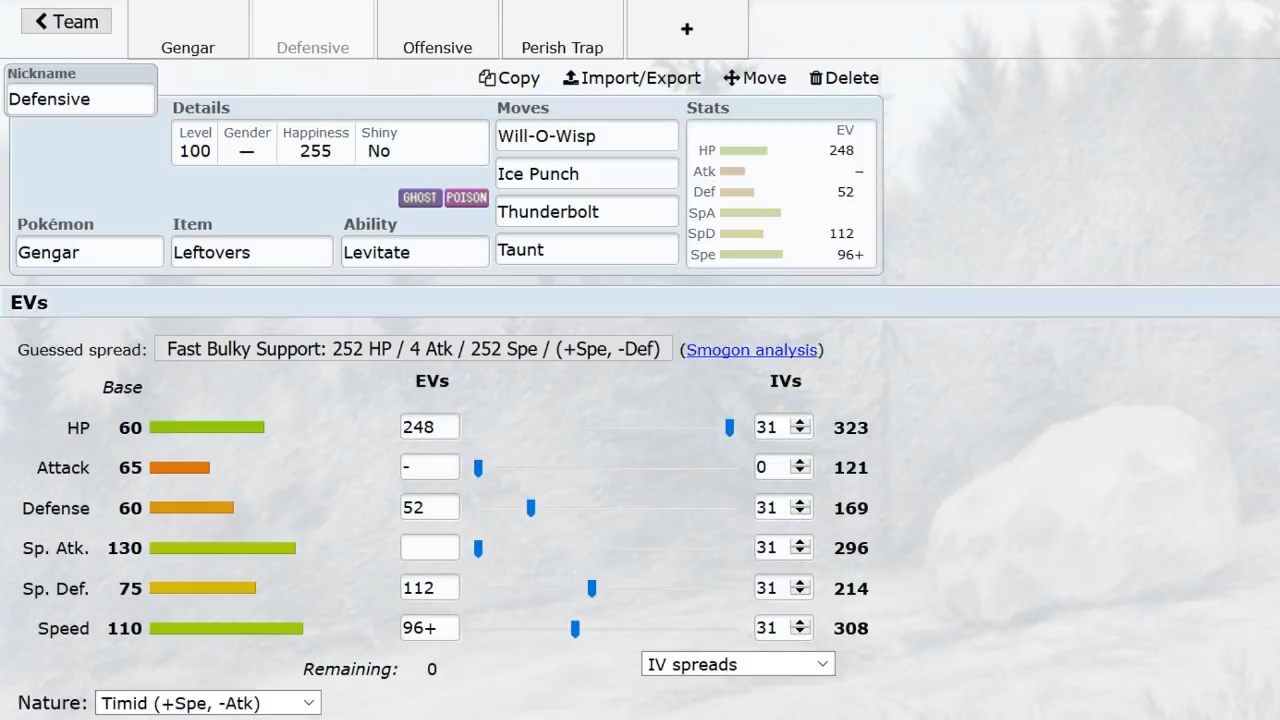 Team
Gengar
Defensive
Offensive
Perish Trap
+
Nickname
Defensive
Copy
Import/Export
Move
Delete
Details
Level Gender Happiness Shiny
100 — 255 No
GHOST POISON
Pokémon Item Ability
Gengar Leftovers Levitate
Moves
Will-O-Wisp
Ice Punch
Thunderbolt
Taunt
Stats
EV
HP 248
Atk –
Def 52
SpA
SpD 112
Spe 96+
EVs
Guessed spread: Fast Bulky Support: 252 HP / 4 Atk / 252 Spe / (+Spe, -Def) (Smogon analysis)
Base EVs IVs
HP 60 248 31 323
Attack 65 - 0 121
Defense 60 52 31 169
Sp. Atk. 130 31 296
Sp. Def. 75 112 31 214
Speed 110 96+ 31 308
Remaining: 0 IV spreads
Nature: Timid (+Spe, -Atk)